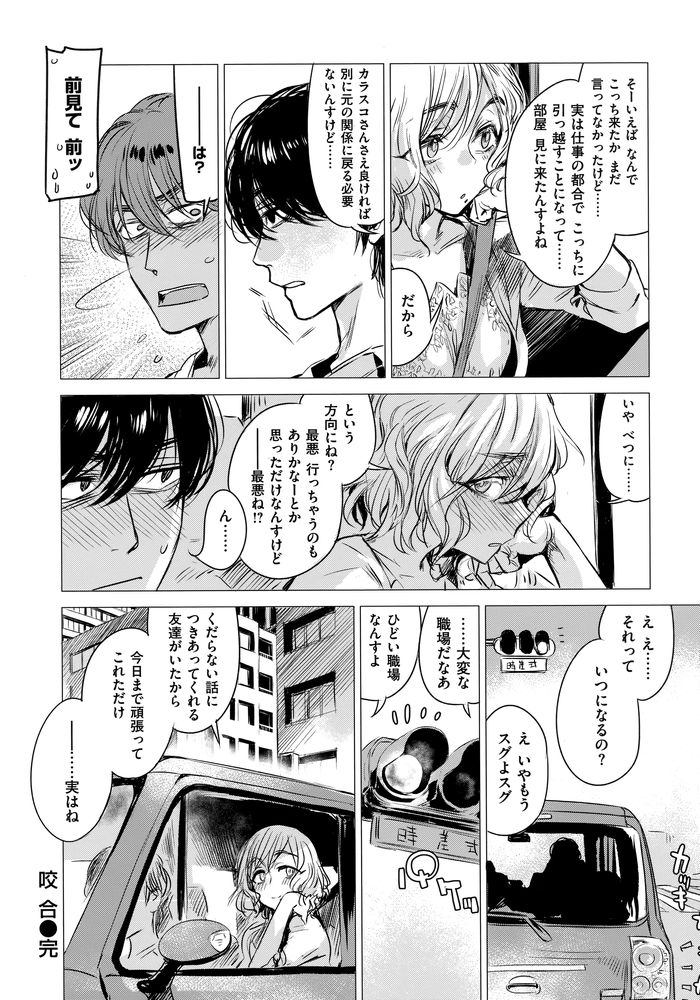 そーいえば なんで
こっち来たか まだ
言ってなかったけど……
実は仕事の都合で こっちに
引っ越すことになって……
部屋 見に来たんすよね
だから
カラスコさんさえ良ければ
別に元の関係に戻る必要
ないんすけど……
――は?
前見て 前ッ
いや べつに……
という
方向にね?
最悪 行っちゃうのも
ありかなーとか
思っただけなんすけど
――最悪ね!?
ん……
え え……
それって
いつになるの?
え いやもう
スグよスグ
時差式
カッチ
カッチ
……大変な
職場だなあ
ひどい職場
なんすよ
時差式
くだらない話に
つきあってくれる
友達がいたから
今日まで頑張って
これただけ
――……実はね
咬合●完